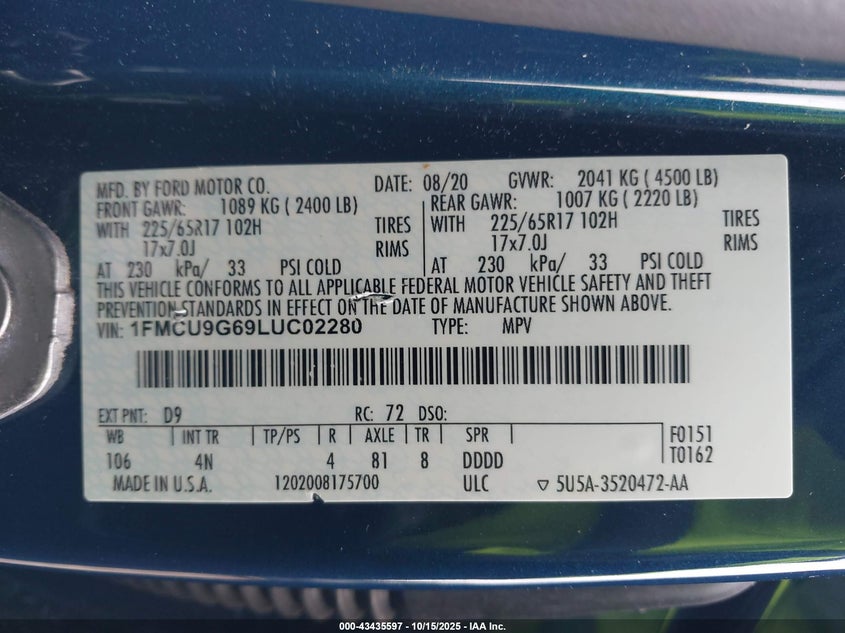 MFD. BY FORD MOTOR CO. DATE: 08/20 GVWR: 2041 KG ( 4500 LB)
FRONT GAWR: 1089 KG ( 2400 LB) REAR GAWR: 1007 KG ( 2220 LB)
WITH 225/65R17 102H TIRES WITH 225/65R17 102H TIRES
17x7.0J RIMS 17x7.0J RIMS
AT 230 kPa/ 33 PSI COLD AT 230 kPa/ 33 PSI COLD
THIS VEHICLE CONFORMS TO ALL APPLICABLE FEDERAL MOTOR VEHICLE SAFETY AND THEFT
PREVENTION STANDARDS IN EFFECT ON THE DATE OF MANUFACTURE SHOWN ABOVE.
VIN: 1FMCU9G69LUC02280 TYPE: MPV
EXT PNT: D9 RC: 72 DSO:
WB INT TR TP/PS R AXLE TR SPR F0151
106 4N 4 81 8 DDDD T0162
MADE IN U.S.A. 1202008175700 ULC ▽ 5U5A-3520472-AA
000-43435597 - 10/15/2025 - IAA Inc.